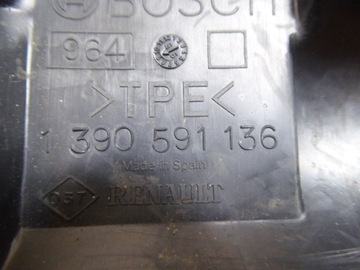 BOSCH
964
>TPE<
1 390 591 136
Made in Spain
RENAULT